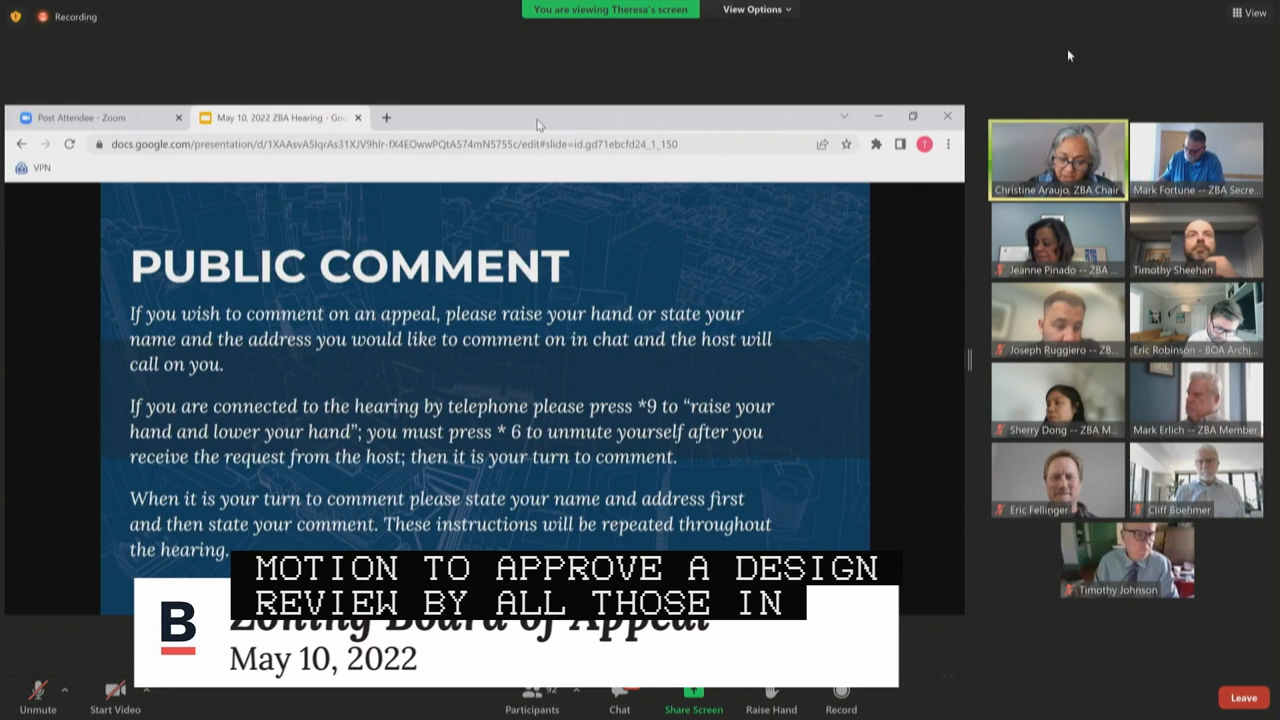 Recording
You are viewing Theresa's screen
View Options
View
Post Attendee - Zoom
May 10, 2022 ZBA Hearing - Goo
docs.google.com/presentation/d/1XAAsvA5lqrAs31XJV9hlr-fX4EOwwPQtA574mN5755c/edit#slide=id.gd71ebcfd24_1_150
T
VPN
PUBLIC COMMENT
If you wish to comment on an appeal, please raise your hand or state your
name and the address you would like to comment on in chat and the host will
call on you.
If you are connected to the hearing by telephone please press *9 to “raise your
hand and lower your hand”; you must press * 6 to unmute yourself after you
receive the request from the host; then it is your turn to comment.
When it is your turn to comment please state your name and address first
and then state your comment. These instructions will be repeated throughout
the hearing.
MOTION TO APPROVE A DESIGN
REVIEW BY ALL THOSE IN
B
Zoning Board of Appeal
May 10, 2022
Christine Araujo, ZBA Chair
Mark Fortune -- ZBA Secre...
Jeanne Pinado -- ZBA ...
Timothy Sheehan
Joseph Ruggiero -- ZB...
Eric Robinson - BOA Archi...
Sherry Dong -- ZBA M...
Mark Erlich -- ZBA Member
Eric Fellinger
Cliff Boehmer
Timothy Johnson
Unmute
Start Video
92
Participants
Chat
Share Screen
Raise Hand
Record
Leave